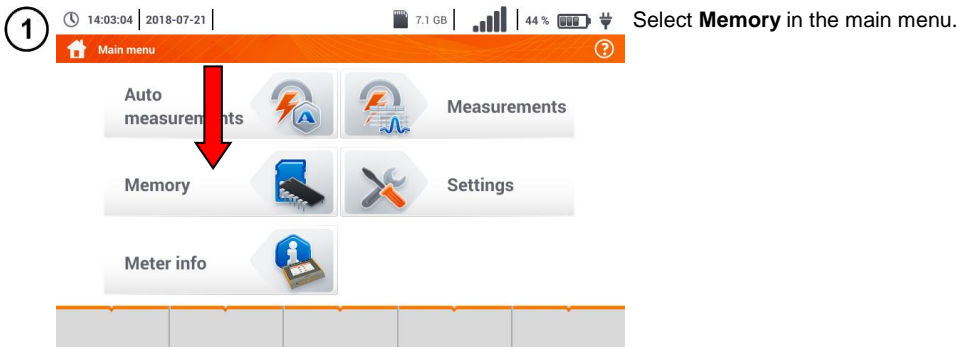 1
14:03:04 2018-07-21 7.1 GB 44 %
Select Memory in the main menu.
Main menu ?
Auto
measurements
Measurements
Memory
Settings
Meter info